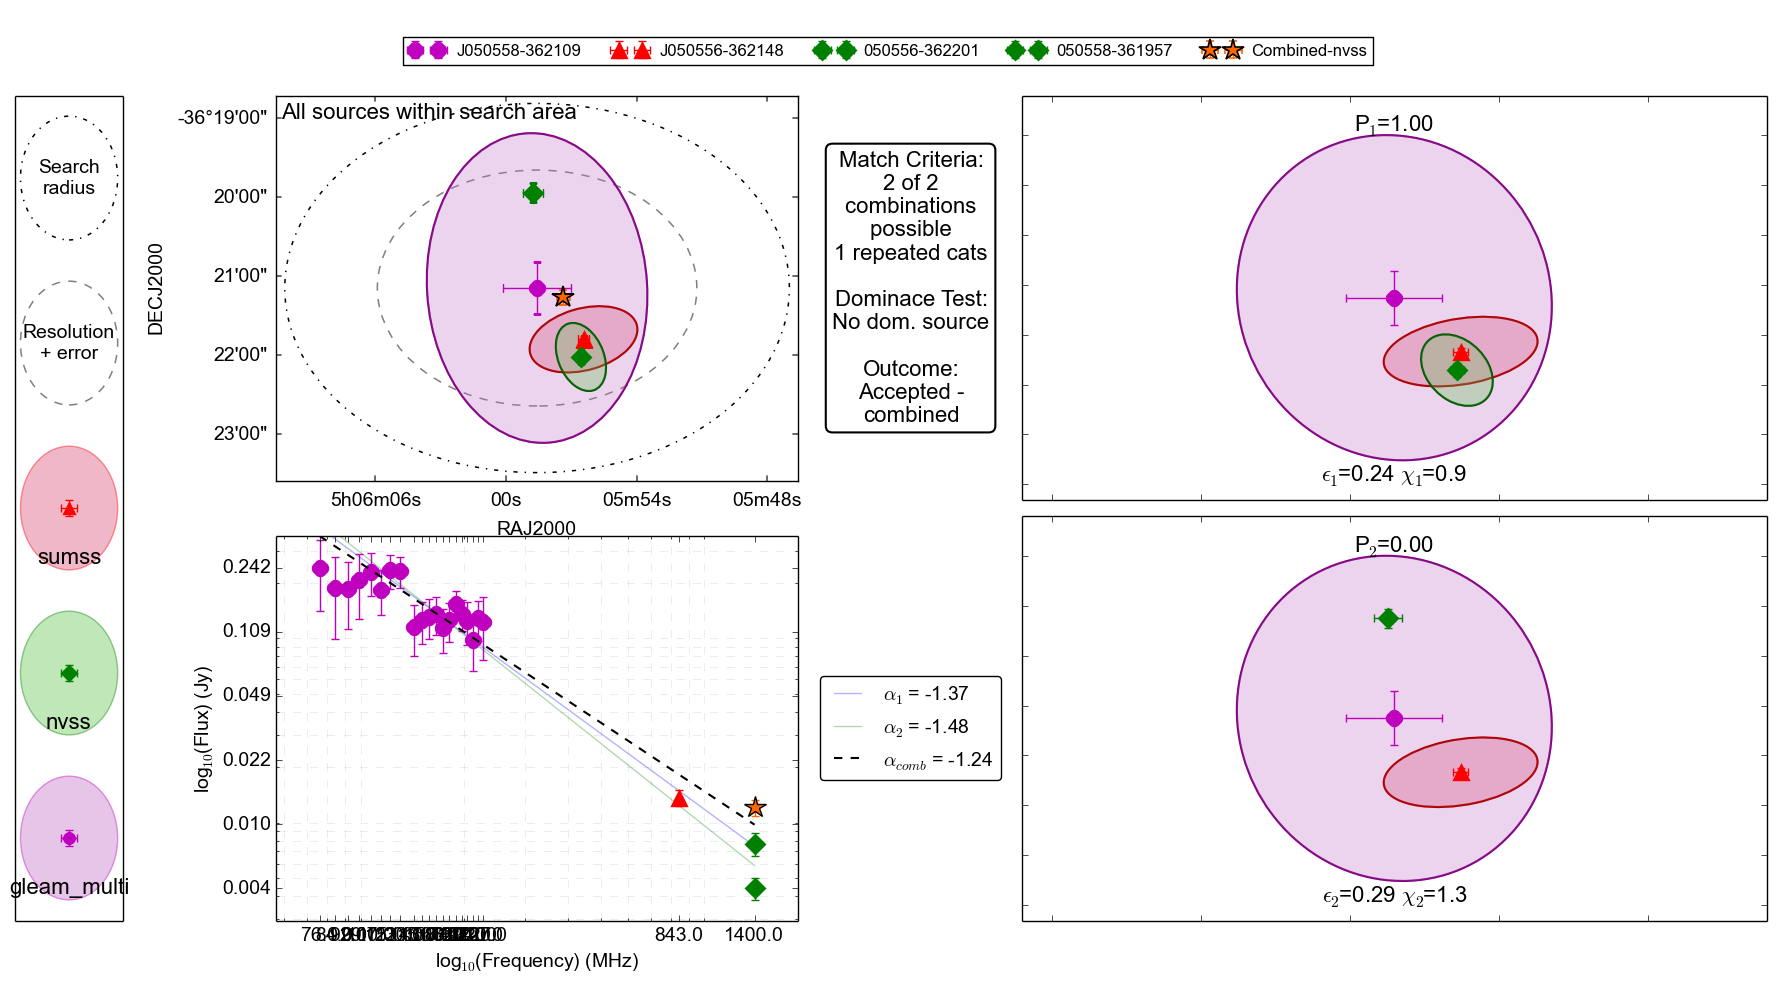 J050558-362109
J050556-362148
050556-362201
050558-361957
Combined-nvss
Search
radius
Resolution
+ error
sumss
nvss
gleam_multi
All sources within search area
DECJ2000
-36°19'00"
20'00"
21'00"
22'00"
23'00"
5h06m06s
00s
05m54s
05m48s
RAJ2000
Match Criteria:
2 of 2
combinations
possible
1 repeated cats
Dominace Test:
No dom. source
Outcome:
Accepted -
combined
P1=1.00
ϵ1=0.24 χ1=0.9
log10(Flux) (Jy)
0.242
0.109
0.049
0.022
0.010
0.004
843.0
1400.0
log10(Frequency) (MHz)
α1 = -1.37
α2 = -1.48
αcomb = -1.24
P2=0.00
ϵ2=0.29 χ2=1.3